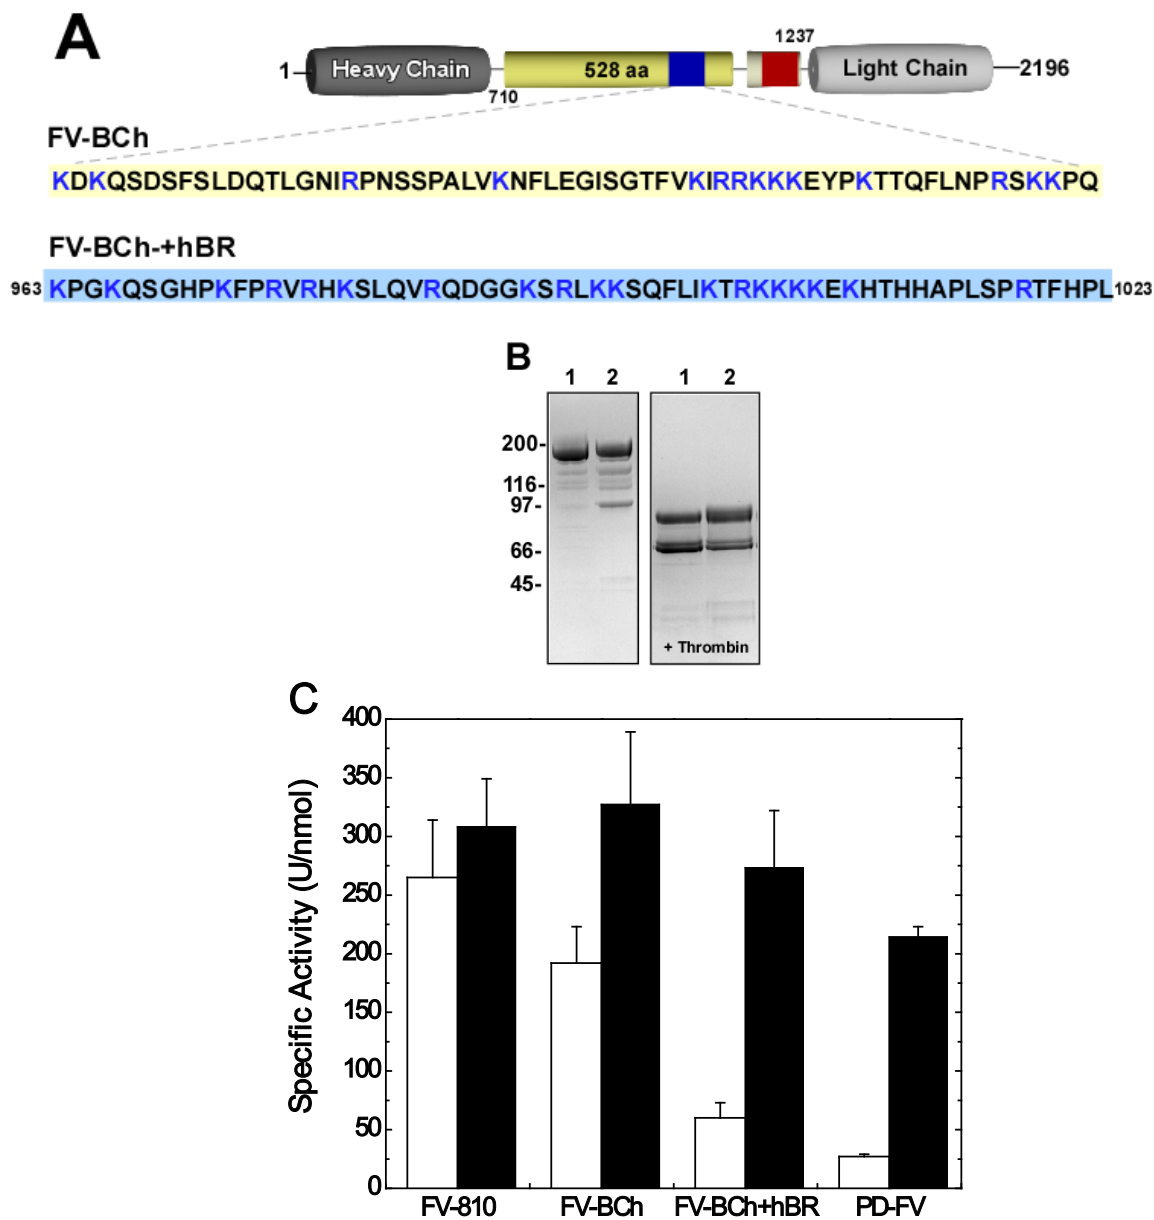 A
1237
1 Heavy Chain 528 aa Light Chain 2196
710
FV-BCh
KDKQSDSFSLDQTLGNIRPNSSPALVKNFLEGISGTFVKIRRKKKEYPKTTQFLNPRSKKPQ
FV-BCh-+hBR
963 KPGKQSGHPKFPRVRHKSLQVRQDGGKSRLKKSQFLIKTRKKKKEKHTHHAPLSPRTFHPL 1023
B
1 2 1 2
200-
116-
97-
66-
45-
+ Thrombin
C
400
350
300
250
200
150
100
50
0
Specific Activity (U/nmol)
FV-810 FV-BCh FV-BCh+hBR PD-FV